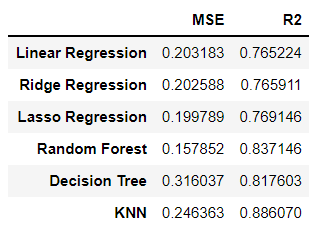 MSE R2
Linear Regression 0.203183 0.765224
Ridge Regression 0.202588 0.765911
Lasso Regression 0.199789 0.769146
Random Forest 0.157852 0.837146
Decision Tree 0.316037 0.817603
KNN 0.246363 0.886070